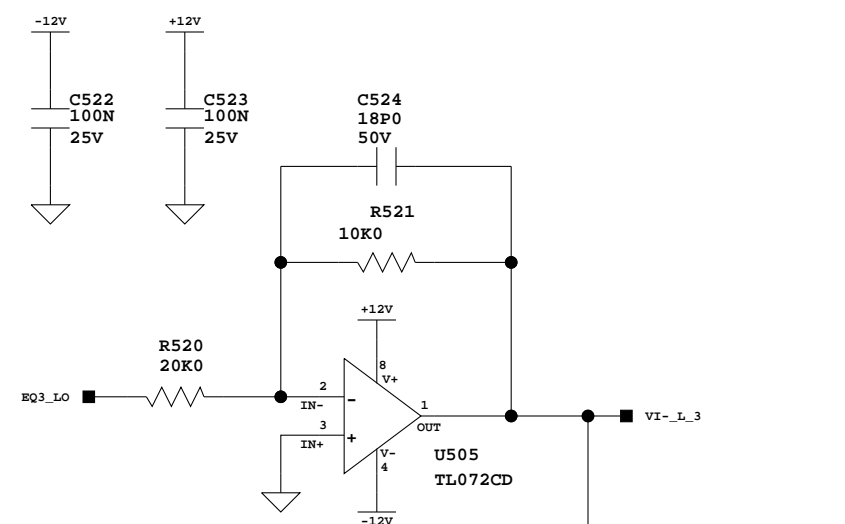 -12V
+12V
C522
100N
25V
C523
100N
25V
C524
18P0
50V
R521
10K0
+12V
R520
20K0
8
V+
EQ3_LO
2
IN-
-
1
OUT
VI-_L_3
3
IN+
+
V-
4
U505
TL072CD
-12V